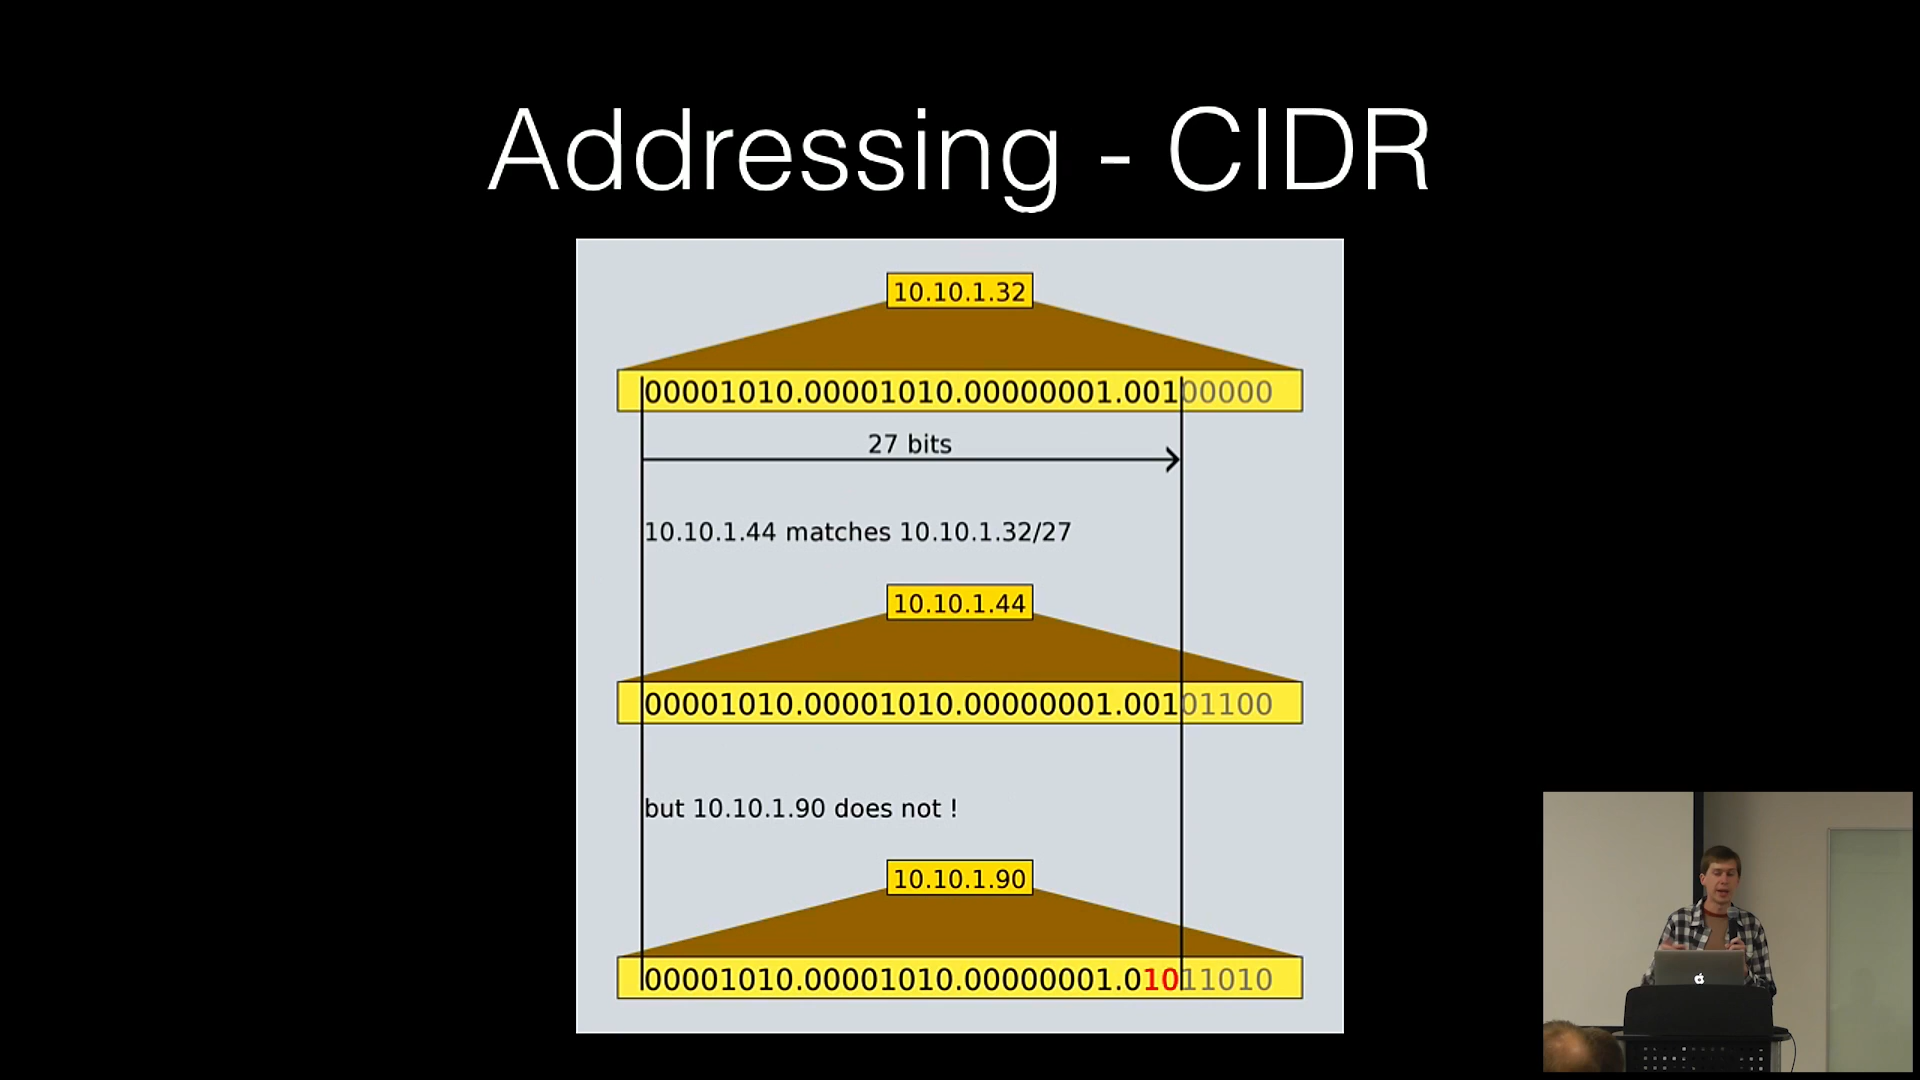 Addressing - CIDR
10.10.1.32
00001010.00001010.00000001.00100000
27 bits
10.10.1.44 matches 10.10.1.32/27
10.10.1.44
00001010.00001010.00000001.00101100
but 10.10.1.90 does not !
10.10.1.90
00001010.00001010.00000001.01011010